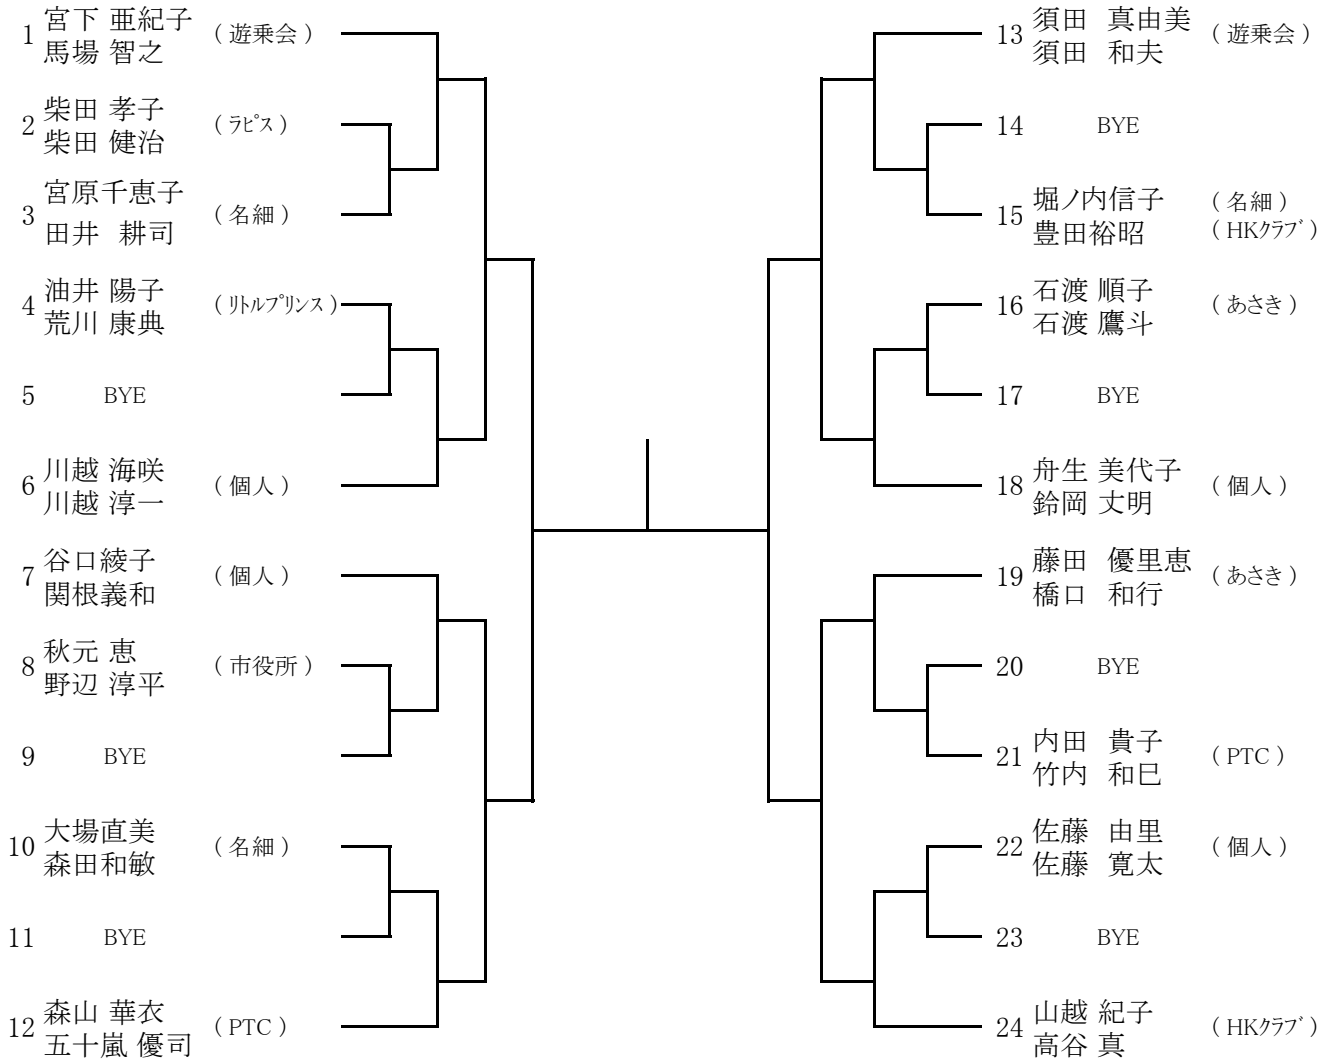 1 宮下 亜紀子 ( 遊乗会 )
馬場 智之
2 柴田 孝子 ( ﾗﾋﾟｽ )
柴田 健治
3 宮原千恵子 ( 名細 )
田井 耕司
4 油井 陽子 ( ﾘﾄﾙﾌﾟﾘﾝｽ )
荒川 康典
5 BYE
6 川越 海咲 ( 個人 )
川越 淳一
7 谷口綾子 ( 個人 )
関根義和
8 秋元 恵 ( 市役所 )
野辺 淳平
9 BYE
10 大場直美 ( 名細 )
森田和敏
11 BYE
12 森山 華衣 ( PTC )
五十嵐 優司
13 須田 真由美 ( 遊乗会 )
須田 和夫
14 BYE
15 堀ノ内信子 ( 名細 )
豊田裕昭 ( HKｸﾗﾌﾞ )
16 石渡 順子 ( あさき )
石渡 鷹斗
17 BYE
18 舟生 美代子 ( 個人 )
鈴岡 丈明
19 藤田 優里恵 ( あさき )
橋口 和行
20 BYE
21 内田 貴子 ( PTC )
竹内 和巳
22 佐藤 由里 ( 個人 )
佐藤 寛太
23 BYE
24 山越 紀子 ( HKｸﾗﾌﾞ )
高谷 真